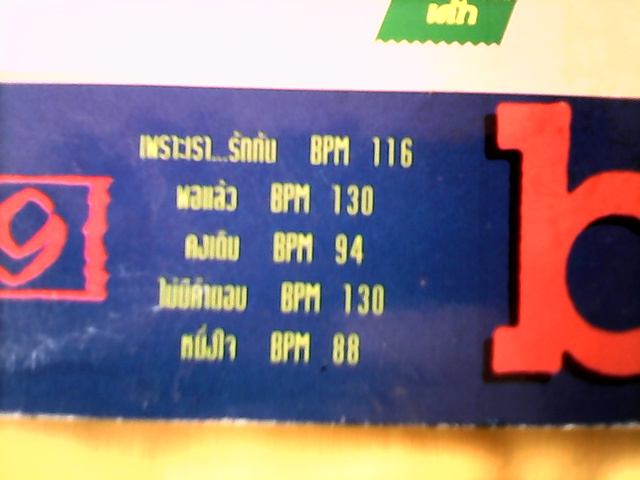 เพราะเรา...รักกัน BPM 116
พอแล้ว BPM 130
คงเดิม BPM 94
ไม่มีคำตอบ BPM 130
หนึ่งใจ BPM 88
9
b